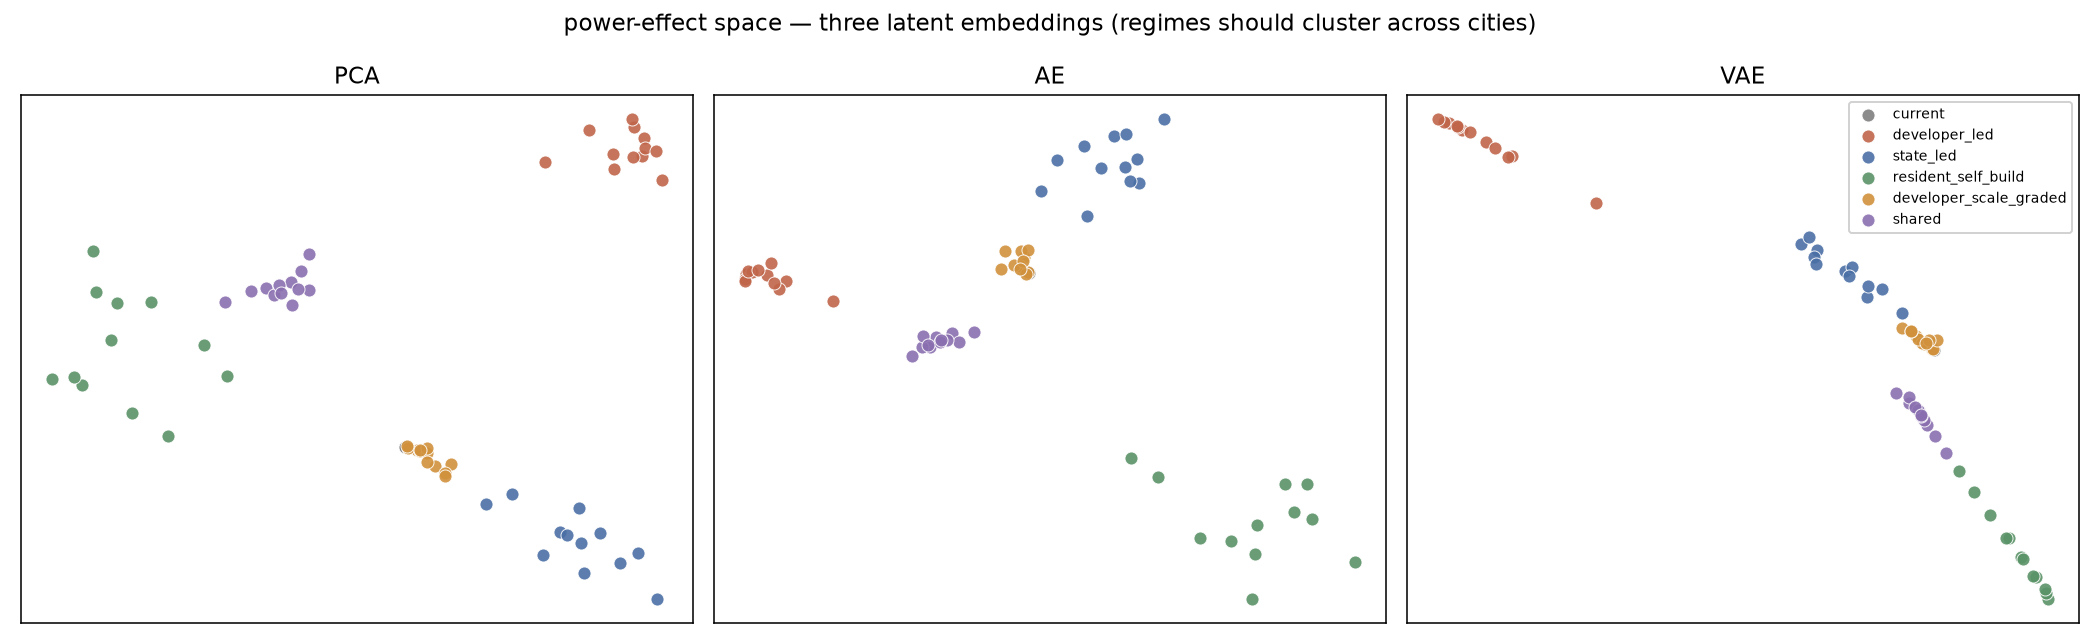 power-effect space — three latent embeddings (regimes should cluster across cities)
PCA
AE
VAE
current
developer_led
state_led
resident_self_build
developer_scale_graded
shared